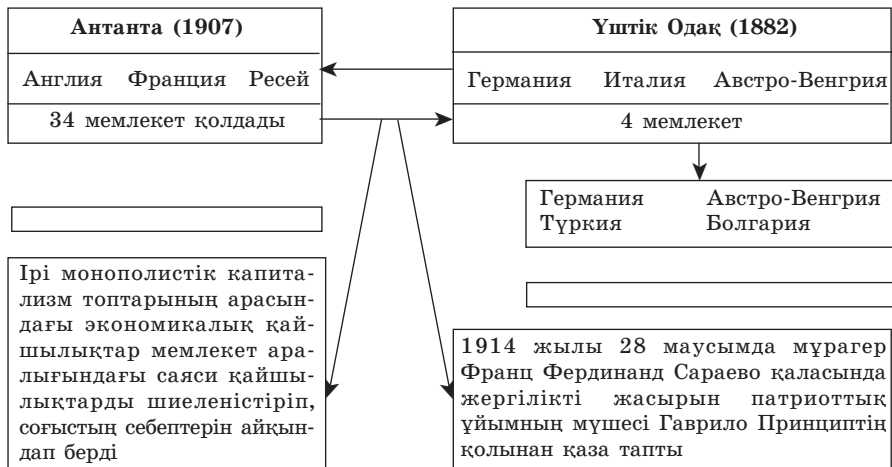 Антанта (1907)
Англия Франция Ресей
34 мемлекет қолдады
Үштік Одақ (1882)
Германия Италия Австро-Венгрия
4 мемлекет
Германия Австро-Венгрия
Түркия Болгария
Ірі монополистік капита-
лизм топтарының арасын-
дағы экономикалық қай-
шылықтар мемлекет ара-
лығындағы саяси қайшы-
лықтарды шиеленістіріп,
соғыстың себептерін айқын-
дап берді
1914 жылы 28 маусымда мұрагер
Франц Фердинанд Сараево қаласында
жергілікті жасырын патриоттық
ұйымның мүшесі Гаврило Принциптің
қолынан қаза тапты